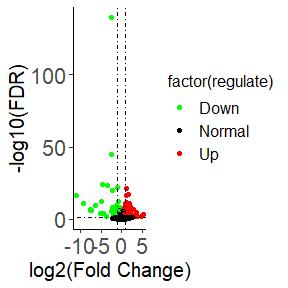 factor(regulate)
Down
Normal
Up
-log10(FDR)
100
50
0
-10 -5 0 5
log2(Fold Change)